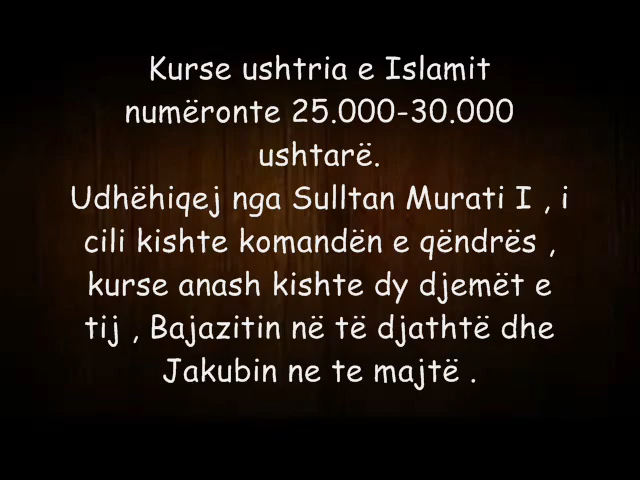 Kurse ushtria e Islamit
numëronte 25.000-30.000
ushtarë.
Udhëhiqej nga Sulltan Murati I , i
cili kishte komandën e qëndrës ,
kurse anash kishte dy djemët e
tij , Bajazitin në të djathtë dhe
Jakubin ne te majtë .